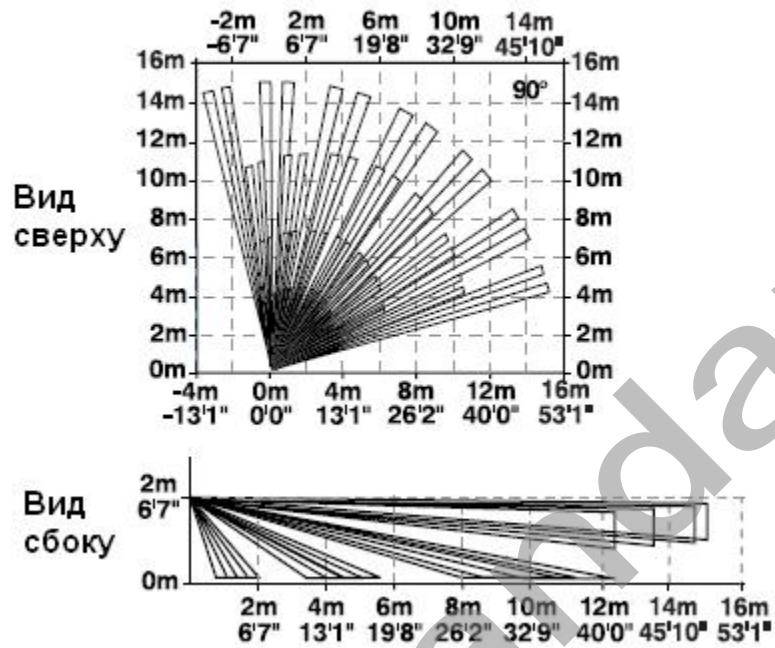 -2m 2m 6m 10m 14m
-6'7" 6'7" 19'8" 32'9" 45'10"
16m 16m
90°
14m 14m
12m 12m
10m 10m
Вид
8m 8m
сверху
6m 6m
4m 4m
2m 2m
0m 0m
-4m 0m 4m 8m 12m 16m
-13'1" 0'0" 13'1" 26'2" 40'0" 53'1"
Вид
сбоку
2m
6'7"
0m
2m 4m 6m 8m 10m 12m 14m 16m
6'7" 13'1" 19'8" 26'2" 32'9" 40'0" 45'10" 53'1"